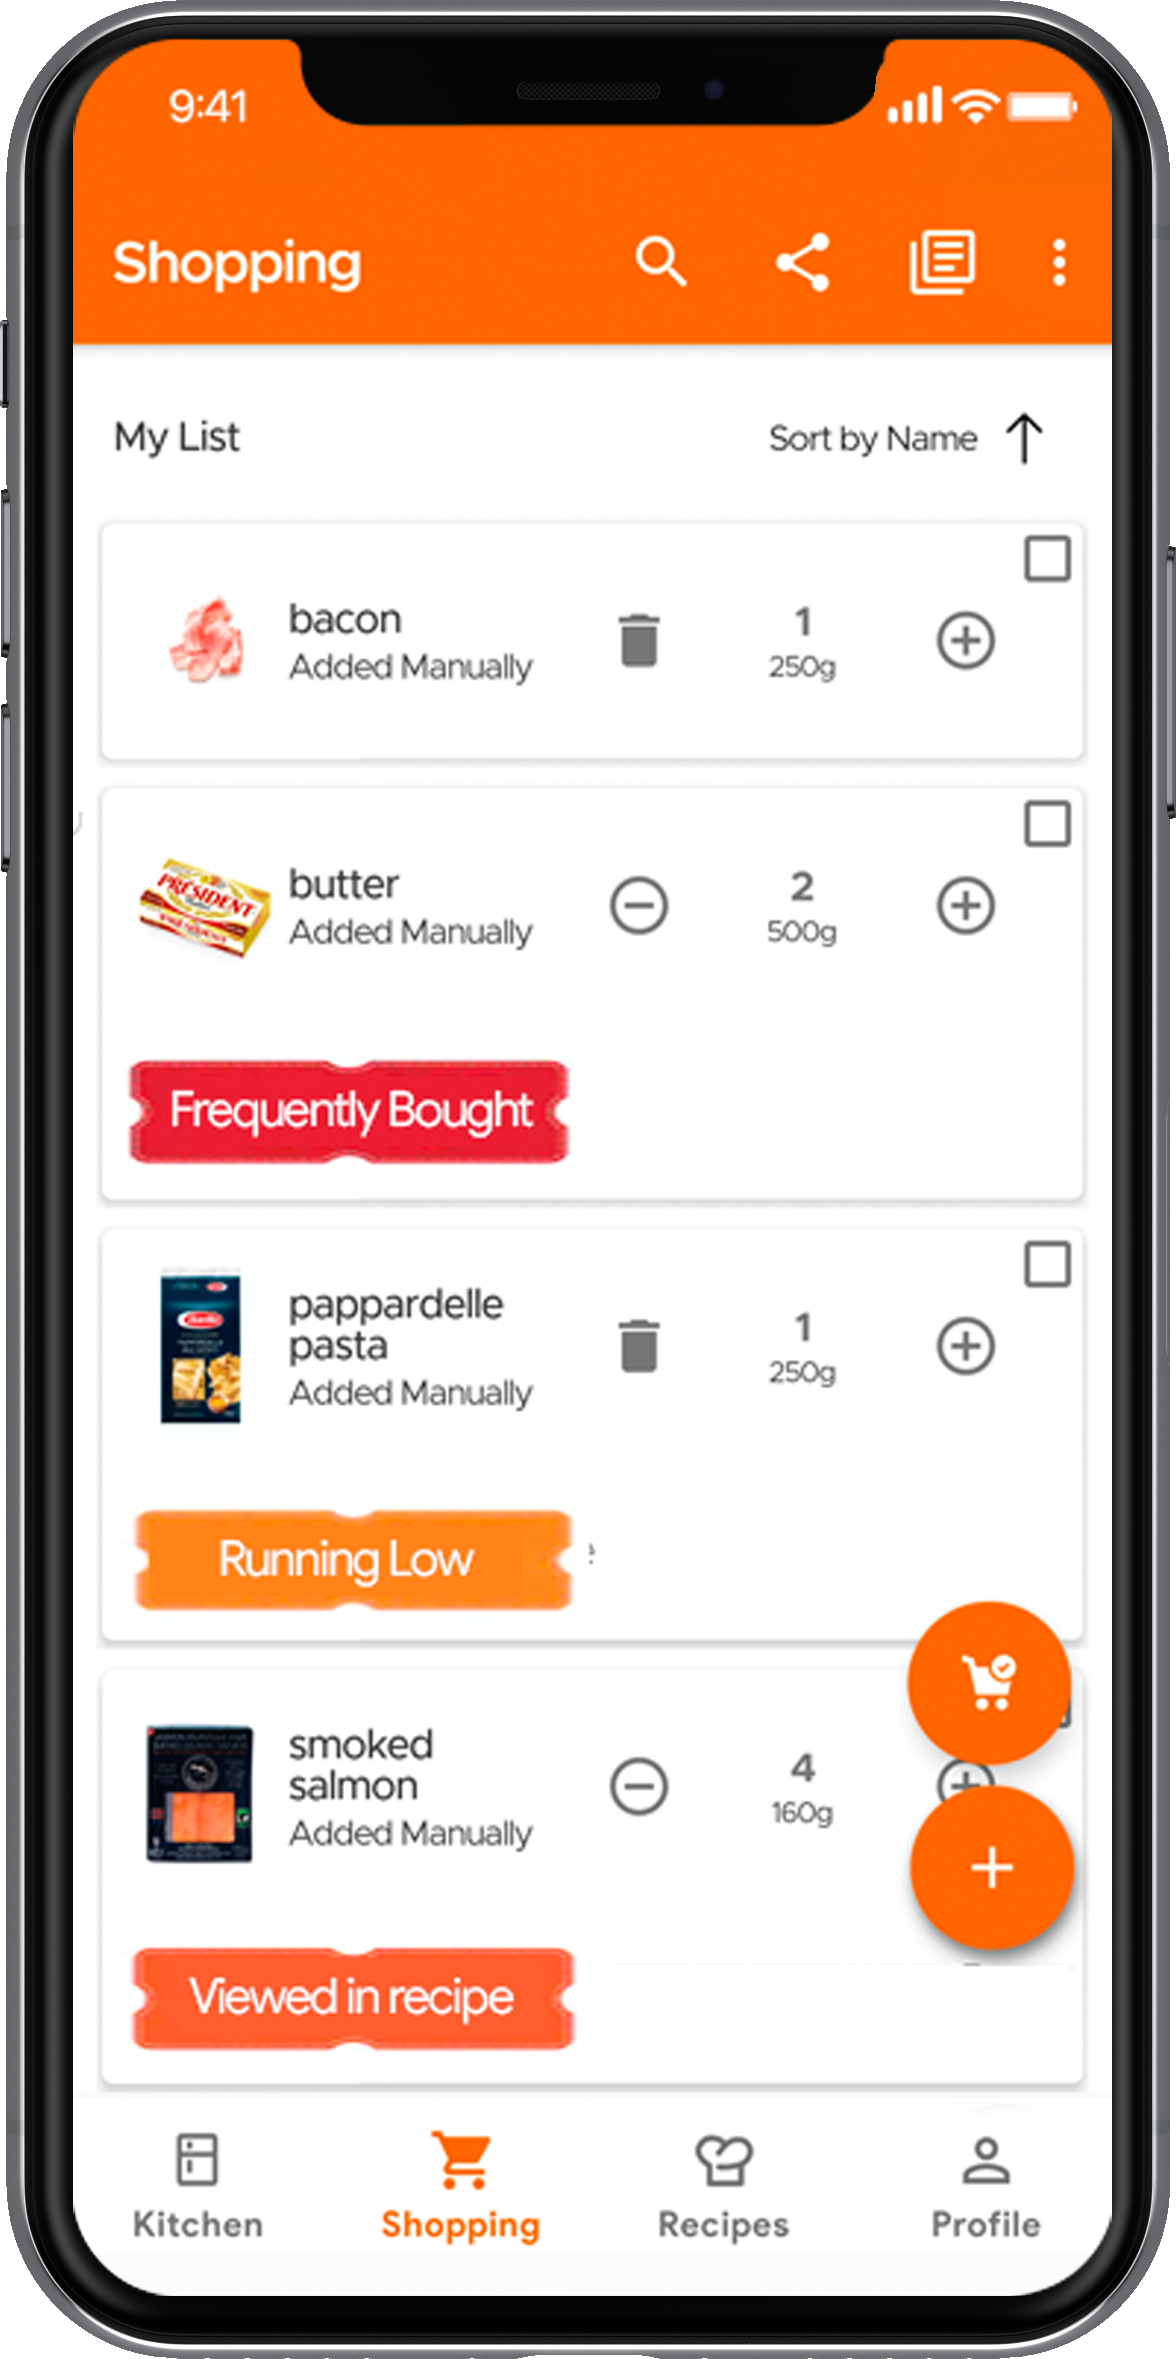 9:41
Shopping
My List
Sort by Name
bacon
Added Manually
1
250g
PRÉSIDENT
butter
Added Manually
2
500g
Frequently Bought
pappardelle
pasta
Added Manually
1
250g
Running Low
smoked
salmon
Added Manually
4
160g
Viewed in recipe
Kitchen
Shopping
Recipes
Profile